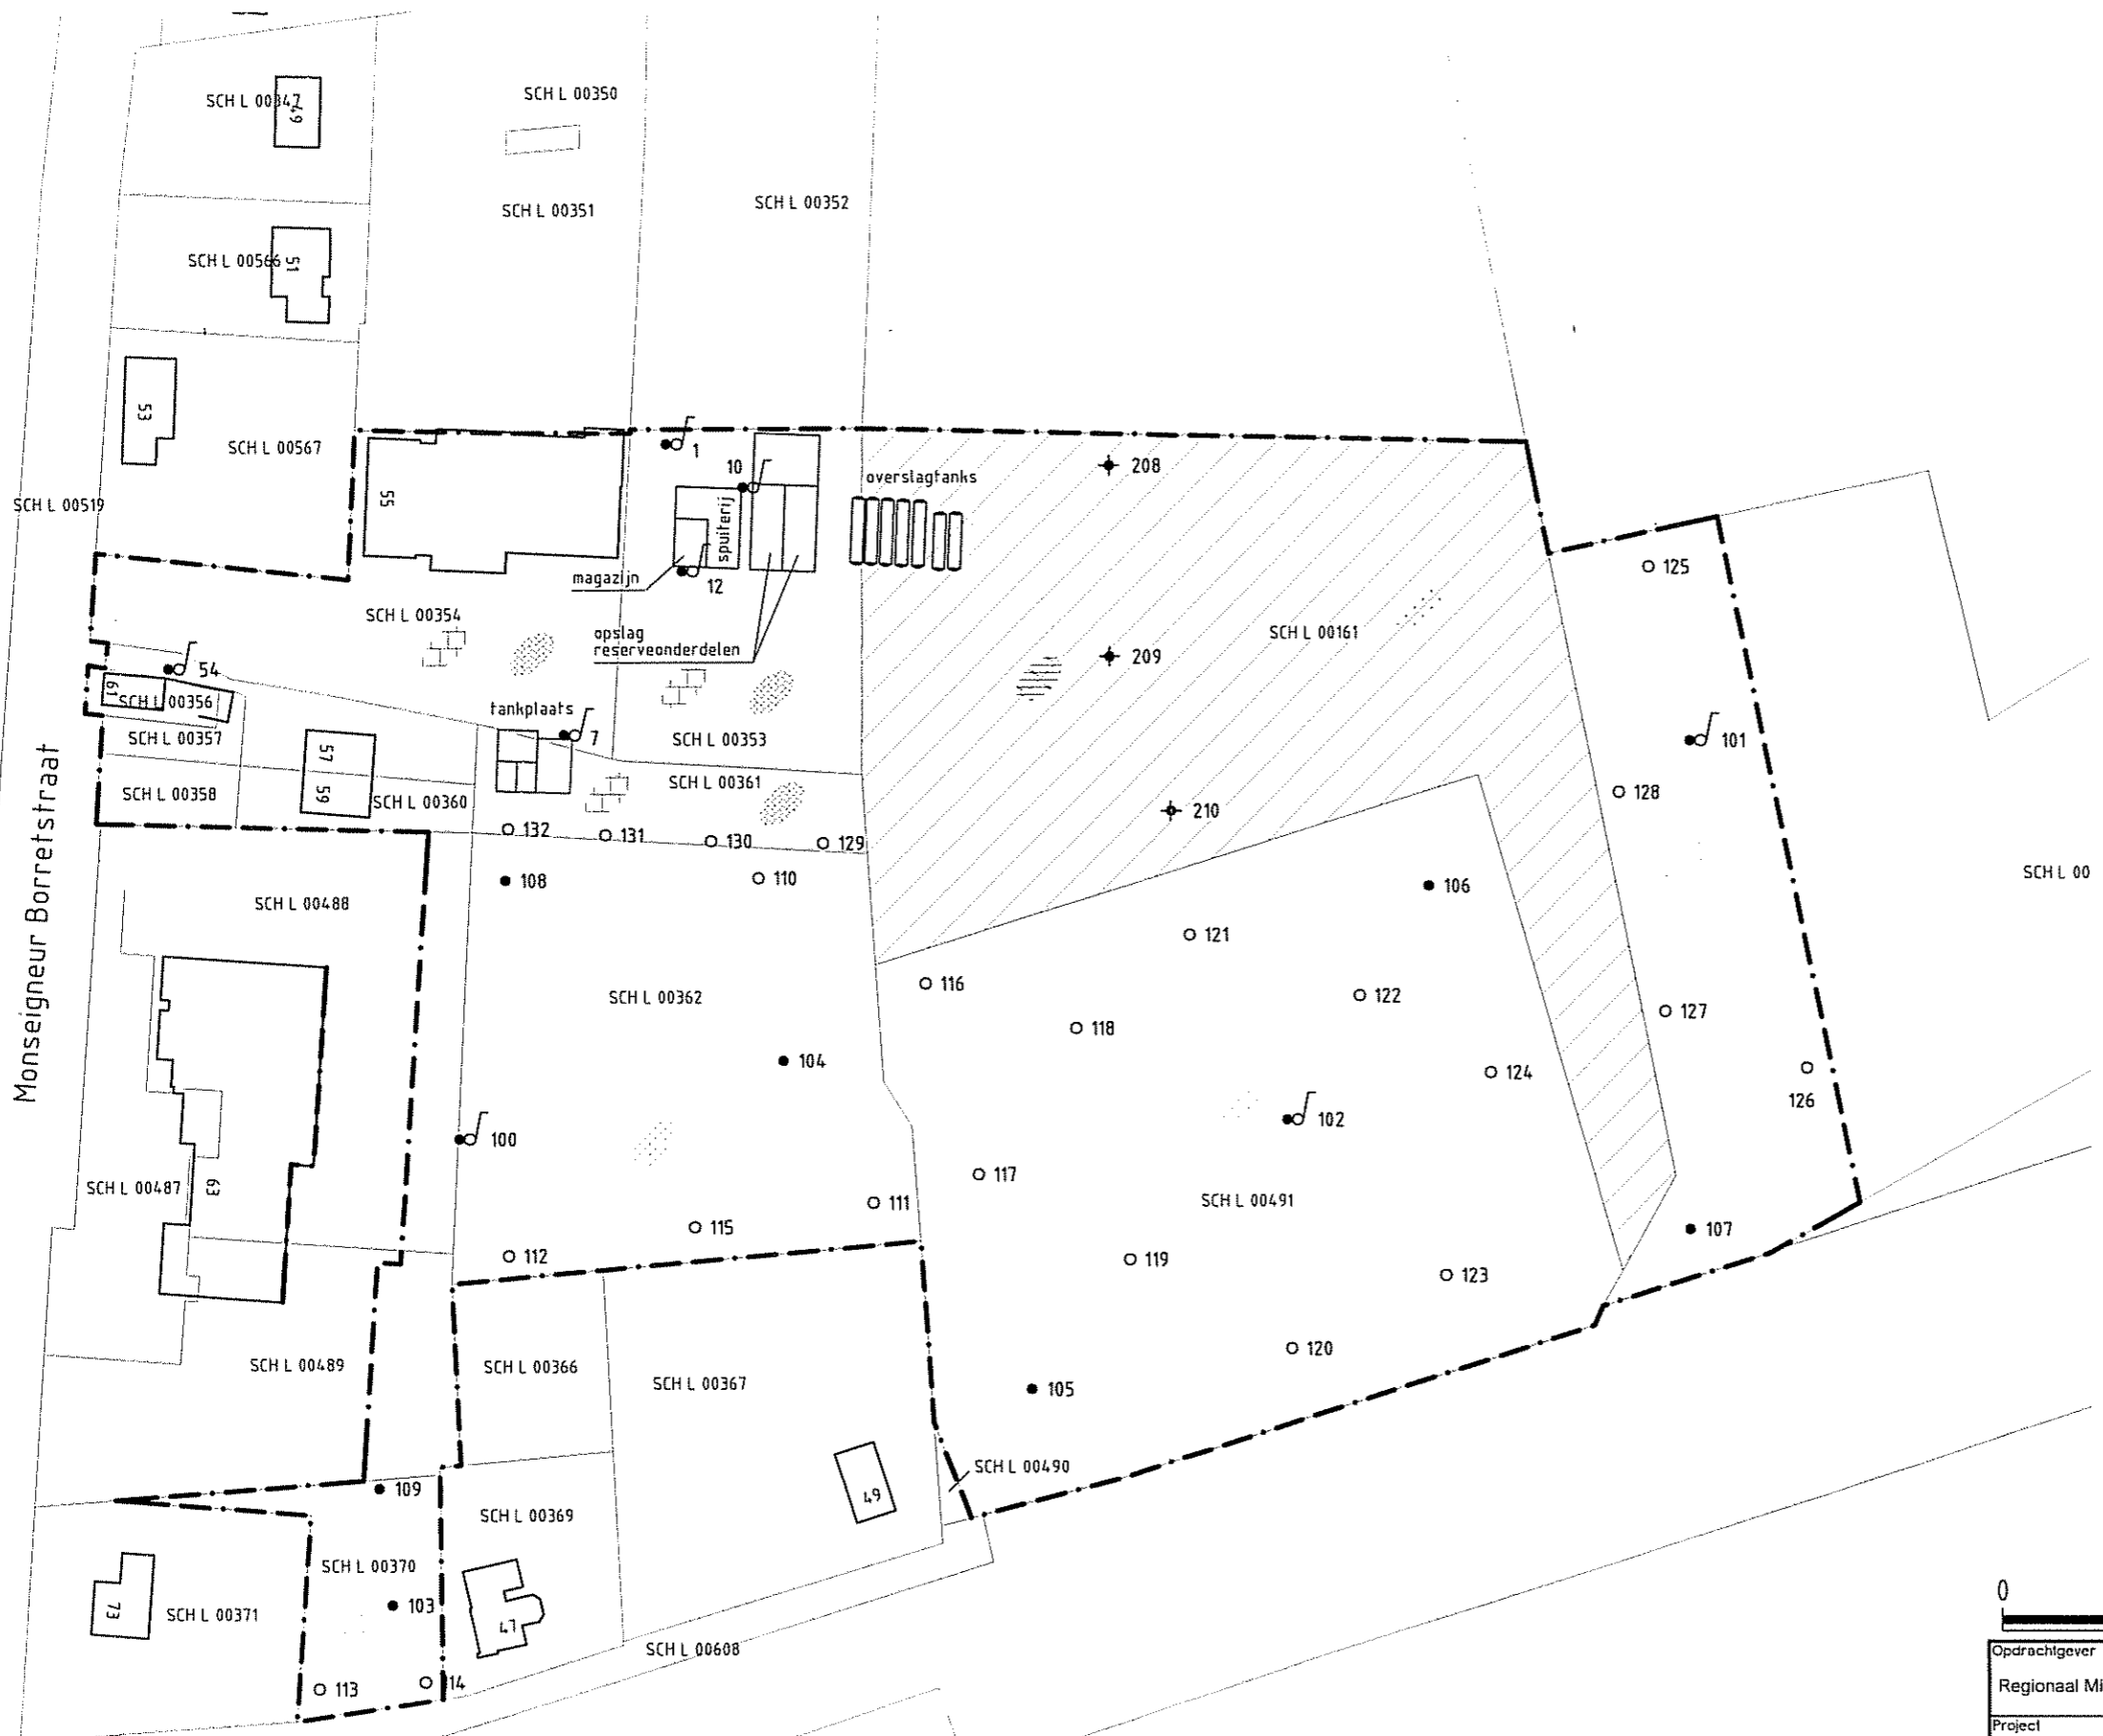 SCH L 00347
49
SCH L 00350
SCH L 00351
SCH L 00352
SCH L 00566
51
53
SCH L 00567
SCH L 00519
55
1
10
12
spuiterij
magazijn
overslagtanks
opslag
reserveonderdelen
208
209
210
SCH L 00161
125
101
128
SCH L 00354
54
61
SCH L 00356
SCH L 00357
SCH L 00358
57
59
SCH L 00360
tankplaats
7
SCH L 00353
SCH L 00361
132
131
130
129
108
110
SCH L 00
106
121
116
122
118
127
124
126
Monseigneur Borretstraat
SCH L 00488
SCH L 00362
104
100
102
117
SCH L 00487
63
111
115
112
SCH L 00491
119
107
123
120
105
SCH L 00489
SCH L 00366
SCH L 00367
SCH L 00490
49
109
SCH L 00369
SCH L 00370
103
73
SCH L 00371
47
SCH L 00608
113
14
0
Opdrachtgever
Regionaal Mi
Project